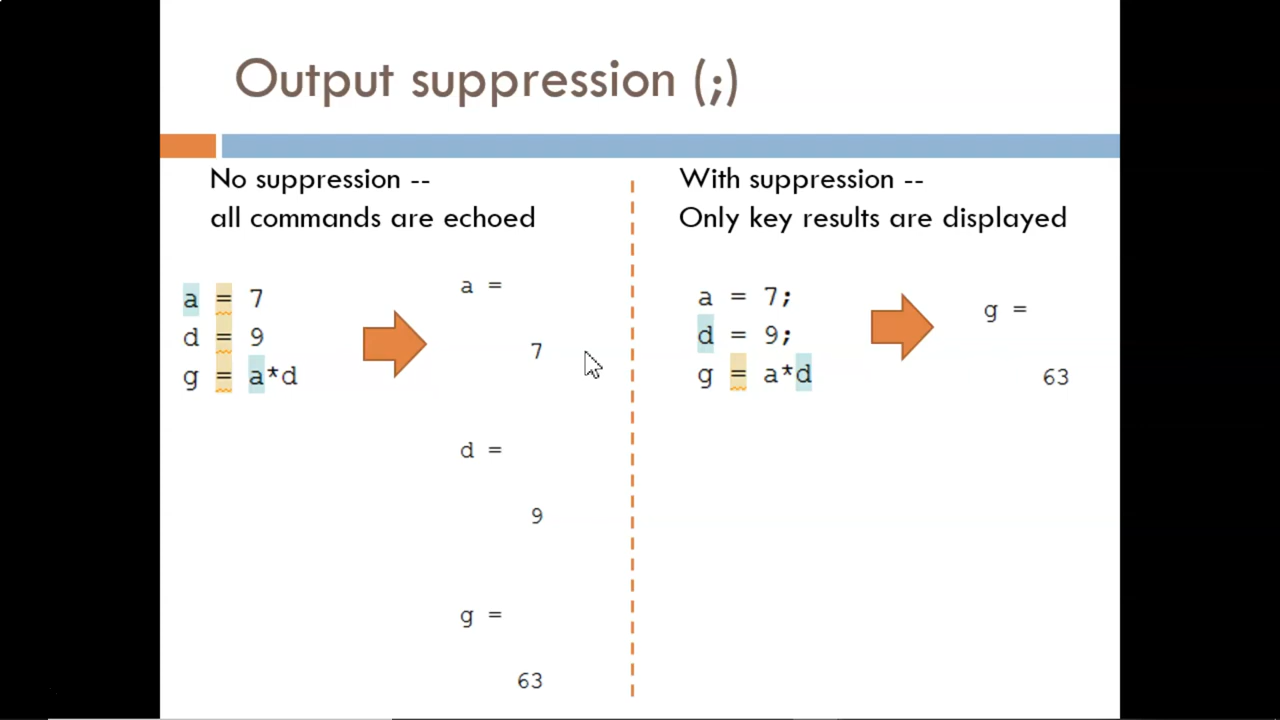 Output suppression (;)
No suppression --
all commands are echoed
a = 7
d = 9
g = a*d
a =
7
d =
9
g =
63
With suppression --
Only key results are displayed
a = 7;
d = 9;
g = a*d
g =
63